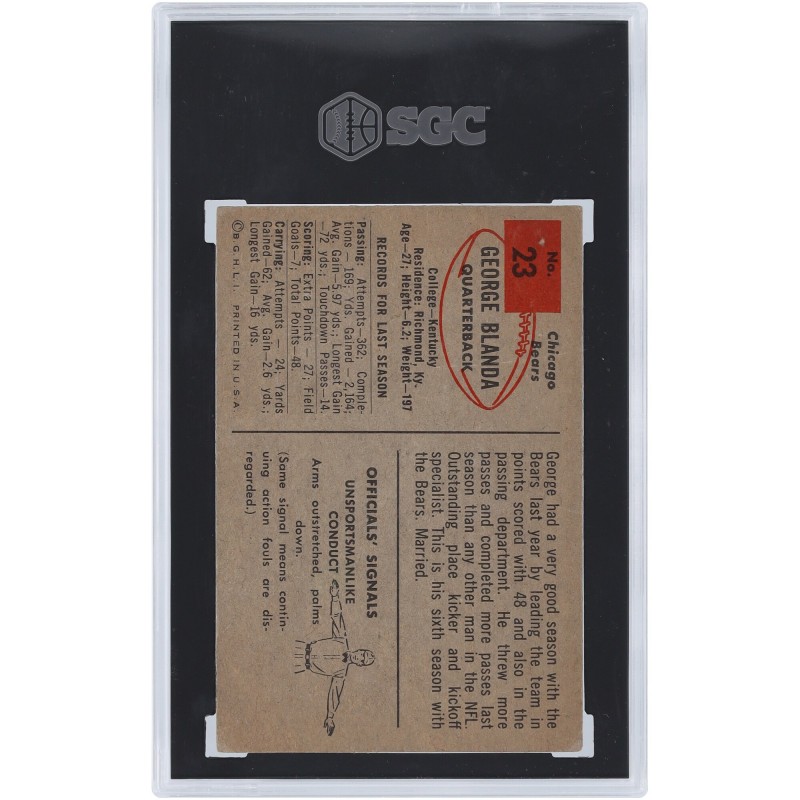 SGC
No.
23
Chicago
Bears
GEORGE BLANDA
QUARTERBACK
College—Kentucky
Residence: Richmond, Ky.
Age—27; Height—6.2; Weight—197
RECORDS FOR LAST SEASON
Passing: Attempts—362; Comple-
tions — 169; Yds. Gained — 2,164;
Avg. Gain—5.97 yds.; Longest Gain
—72 yds.; Touchdown Passes—14.
Scoring: Extra Points — 27; Field
Goals—7; Total Points—48.
Carrying: Attempts — 24; Yards
Gained—62; Avg. Gain—2.6 yds.;
Longest Gain—16 yds.
©B.G.H.L.I. PRINTED IN U.S.A.
George had a very good season with the
Bears last year by leading the team in
points scored with 48 and also in the
passing department. He threw more
passes and completed more passes last
season than any other man in the NFL.
Outstanding place kicker and kickoff
specialist. This is his sixth season with
the Bears. Married.
OFFICIALS' SIGNALS
UNSPORTSMANLIKE
CONDUCT
Arms outstretched, palms
down.
(Same signal means contin-
uing action fouls are dis-
regarded.)